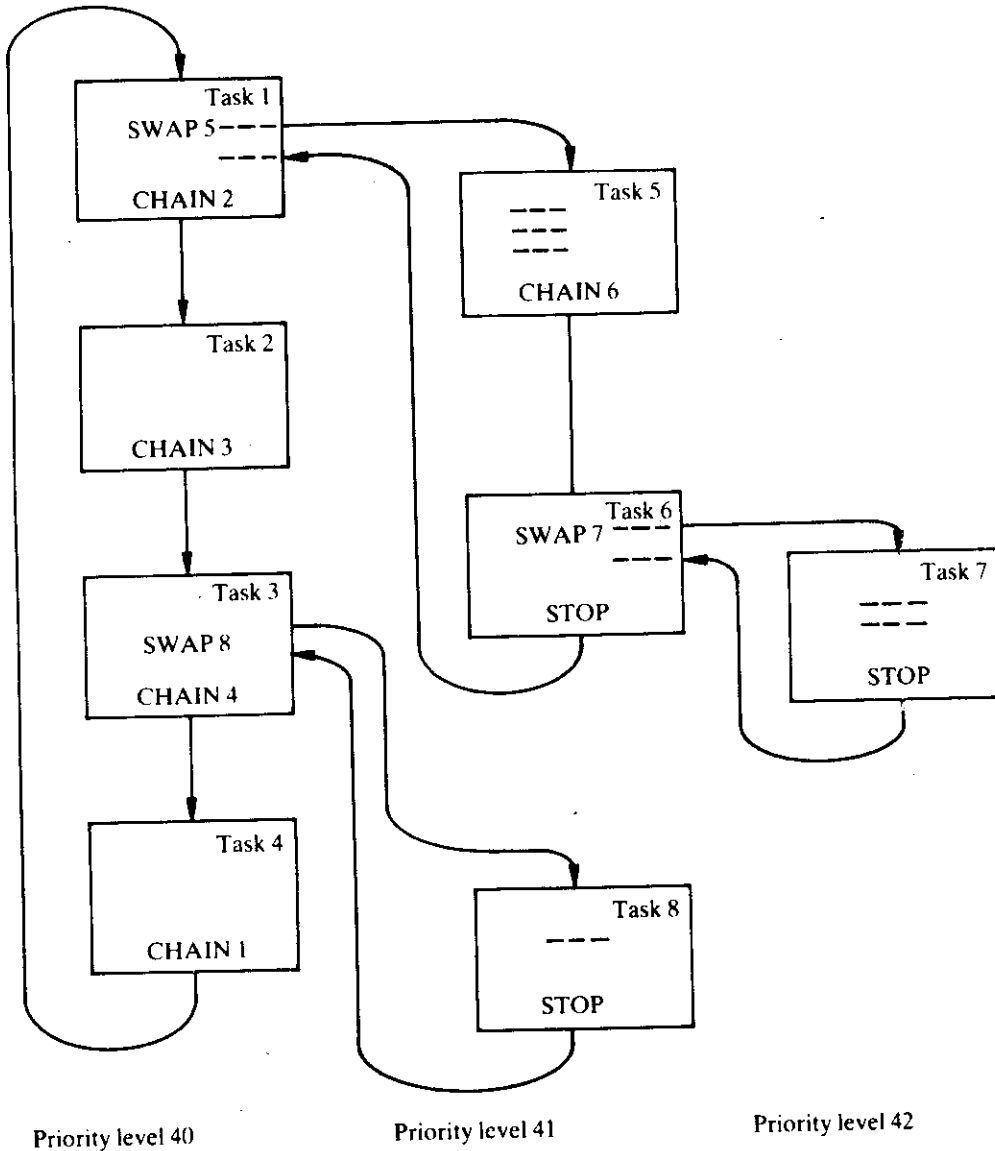 Task 1
SWAP 5
CHAIN 2
Task 5
CHAIN 6
Task 2
CHAIN 3
Task 6
SWAP 7
STOP
Task 7
STOP
Task 3
SWAP 8
CHAIN 4
Task 4
CHAIN 1
Task 8
STOP
Priority level 40
Priority level 41
Priority level 42